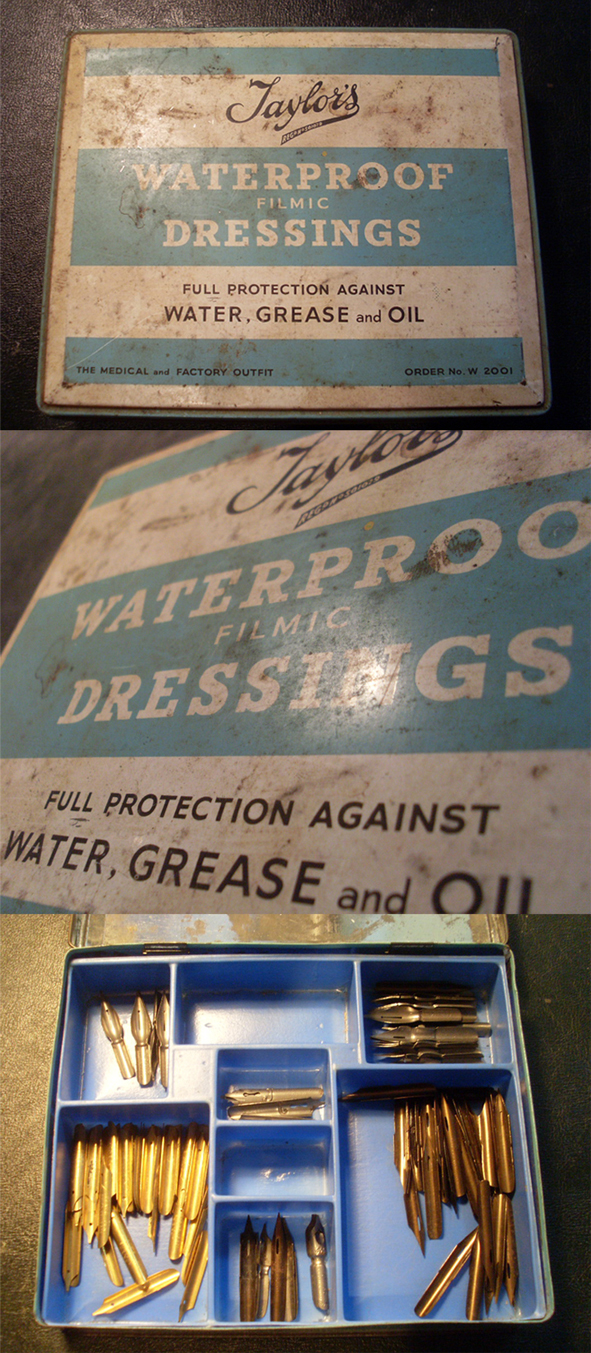 Taylor's
WATERPROOF
FILMIC
DRESSINGS
FULL PROTECTION AGAINST
WATER, GREASE and OIL
THE MEDICAL and FACTORY OUTFIT
ORDER No. W 2001
Taylor's
WATERPROO
FILMIC
DRESSINGS
FULL PROTECTION AGAINST
WATER, GREASE and OIL